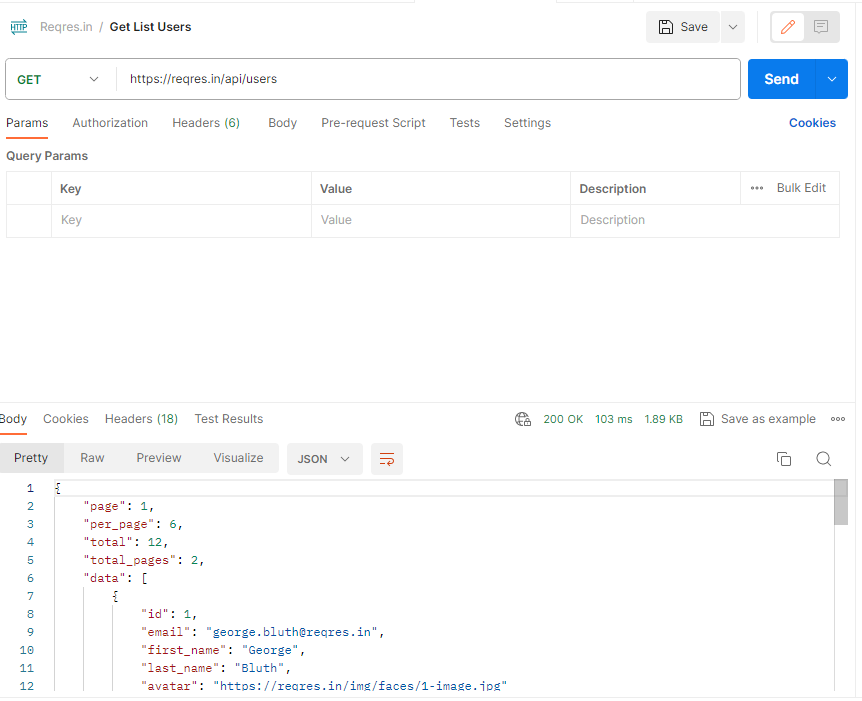 HTTP Reqres.in / Get List Users Save
GET https://reqres.in/api/users Send
Params Authorization Headers (6) Body Pre-request Script Tests Settings Cookies
Query Params
Key Value Description ••• Bulk Edit
Key Value Description
Body Cookies Headers (18) Test Results 200 OK 103 ms 1.89 KB Save as example
Pretty Raw Preview Visualize JSON
1 {
2 "page": 1,
3 "per_page": 6,
4 "total": 12,
5 "total_pages": 2,
6 "data": [
7 {
8 "id": 1,
9 "email": "george.bluth@reqres.in",
10 "first_name": "George",
11 "last_name": "Bluth",
12 "avatar": "https://reqres.in/img/faces/1-image.jpg"